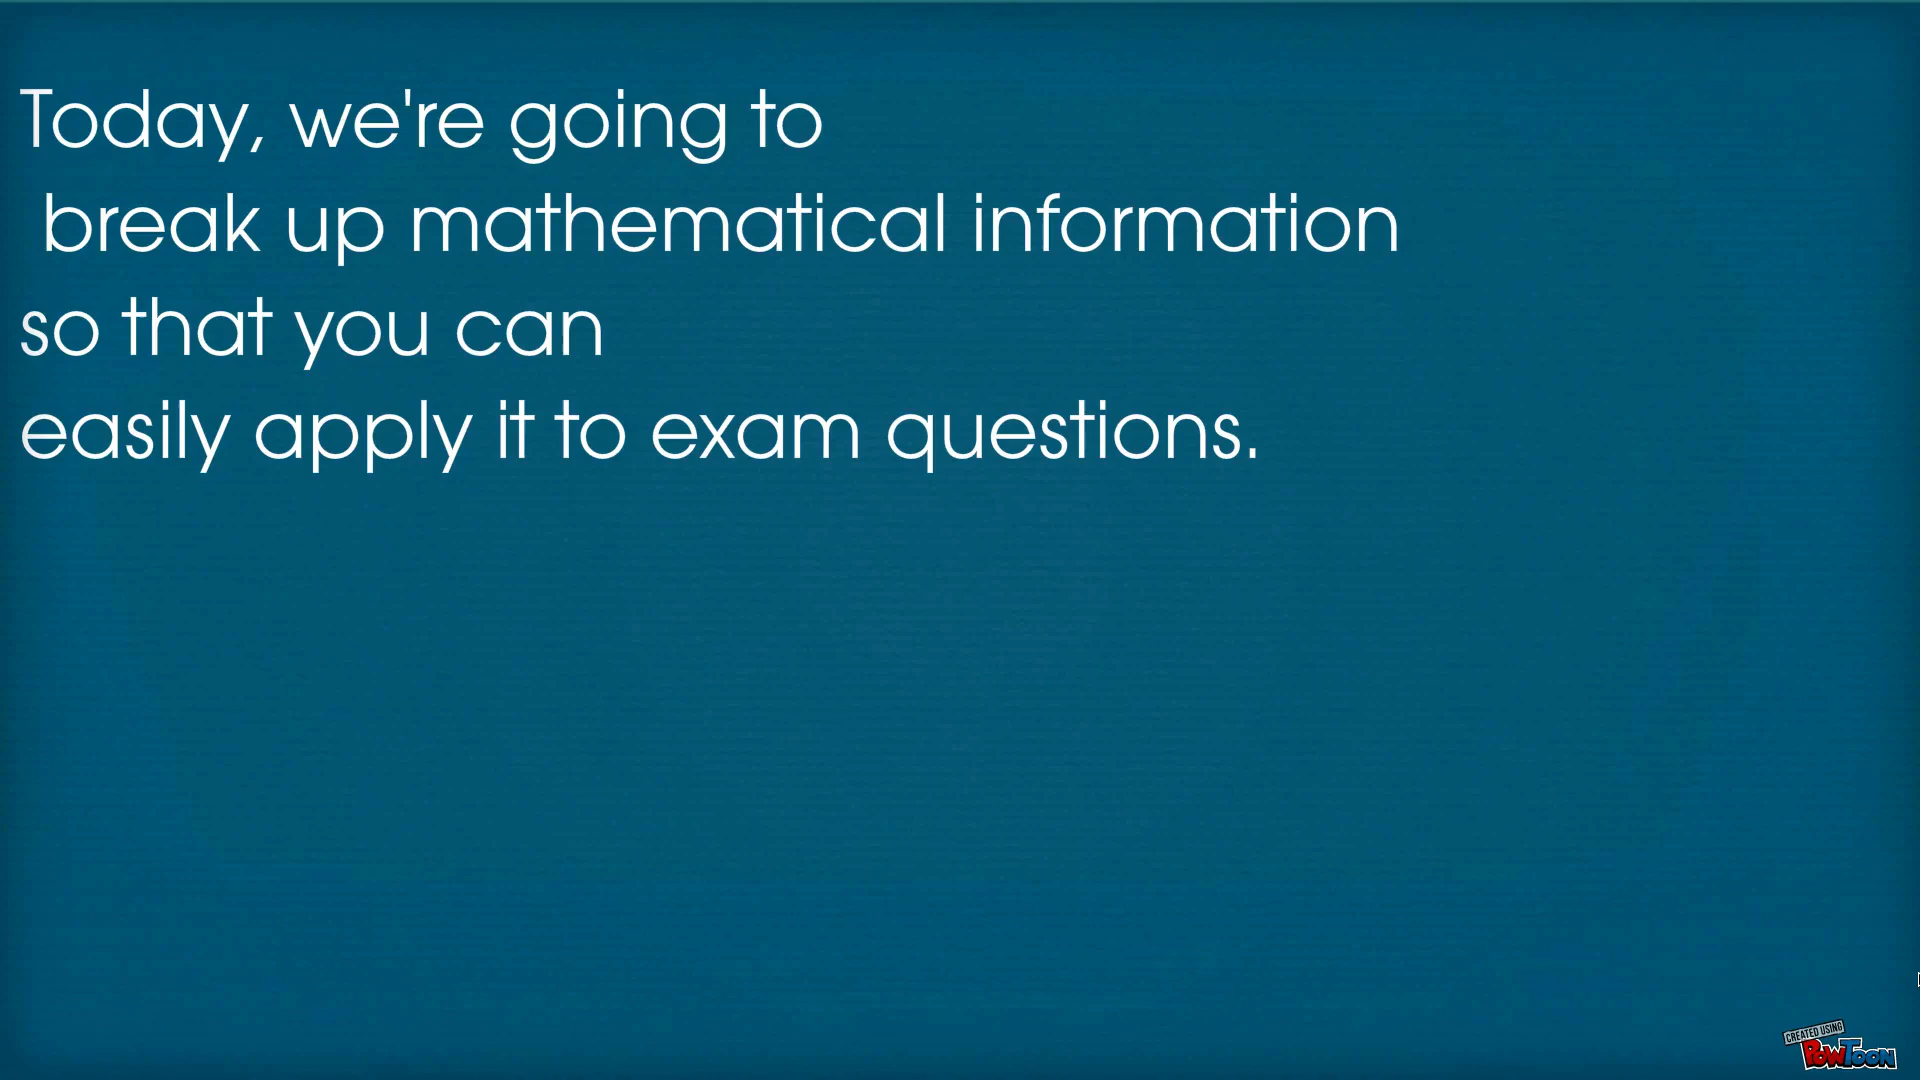 Today, we're going to
break up mathematical information
so that you can
easily apply it to exam questions.
CREATED USING
POWTOON